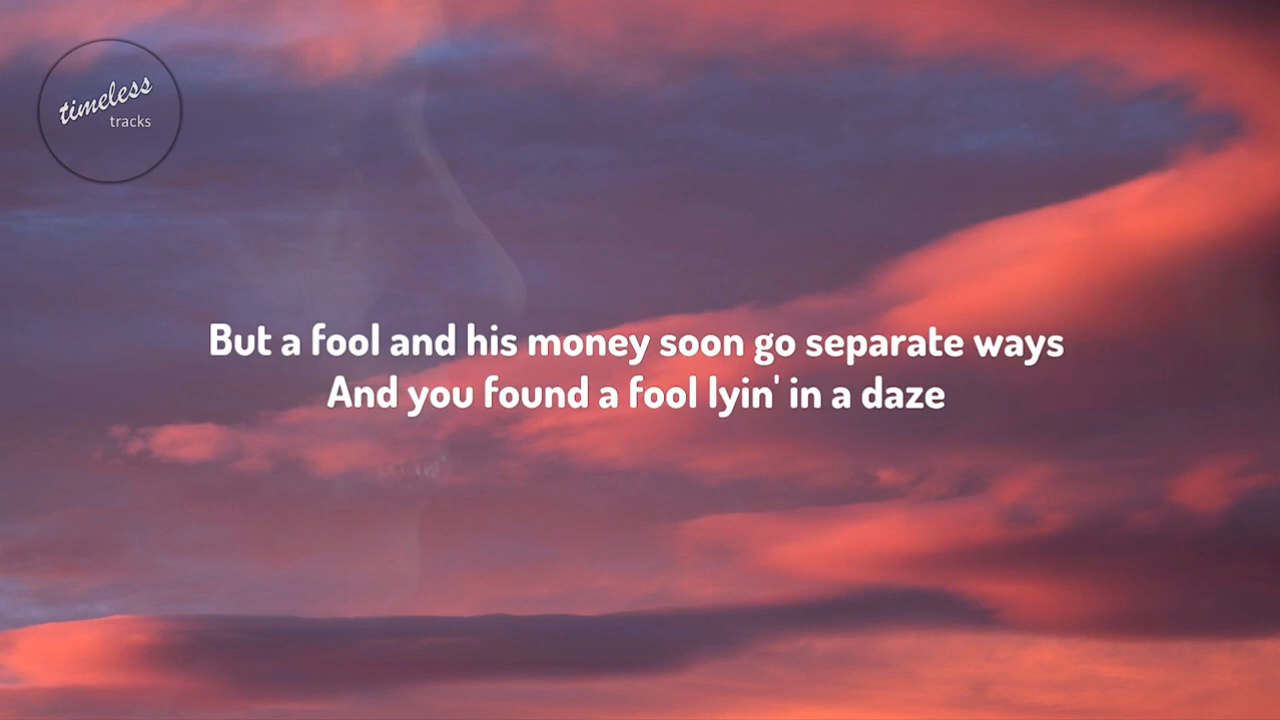 timeless
tracks
But a fool and his money soon go separate ways
And you found a fool lyin' in a daze